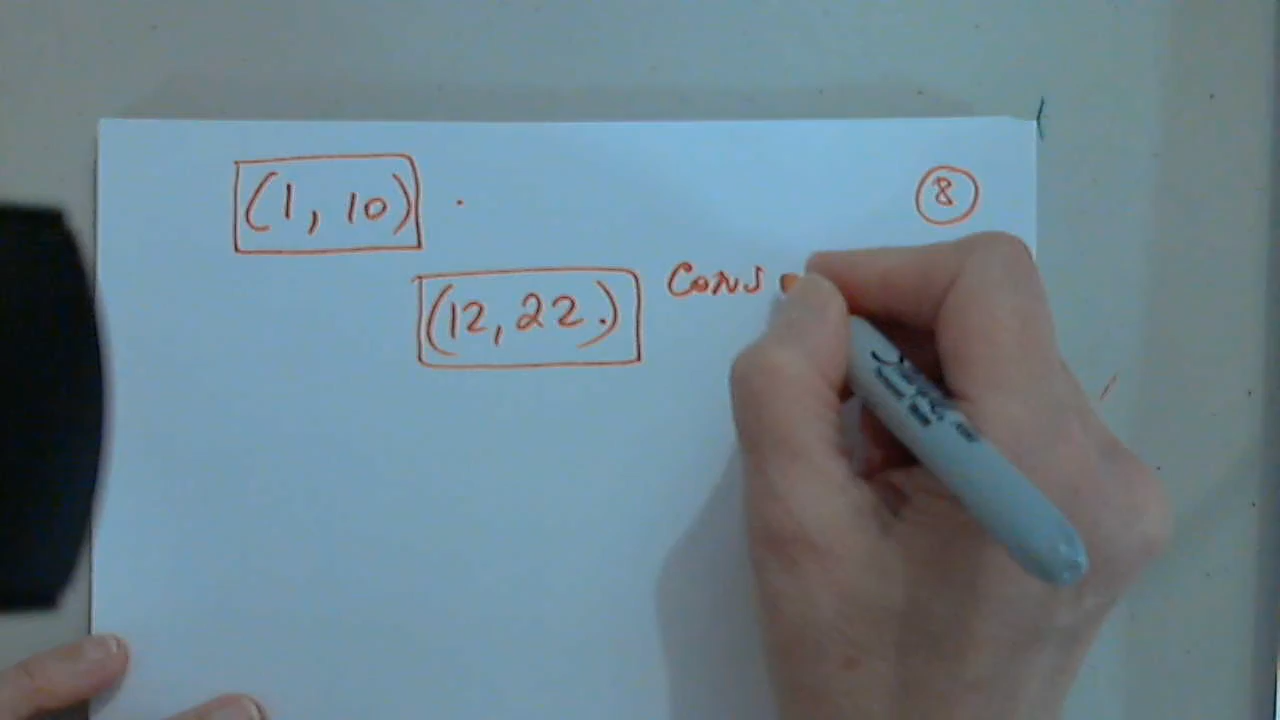 (1, 10) .
8
(12, 22.) Cons